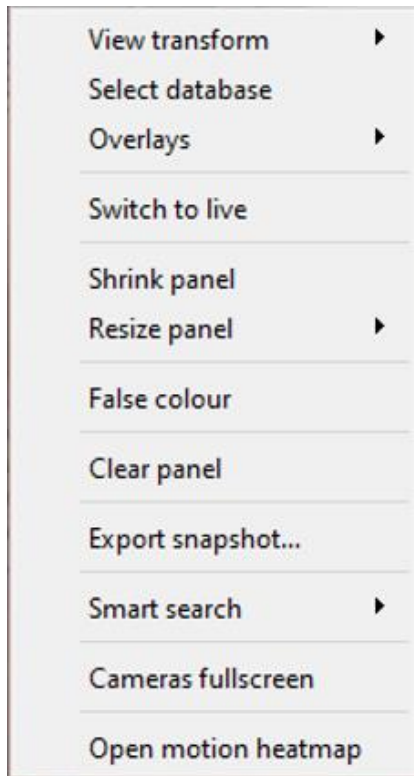 View transform
Select database
Overlays
Switch to live
Shrink panel
Resize panel
False colour
Clear panel
Export snapshot...
Smart search
Cameras fullscreen
Open motion heatmap